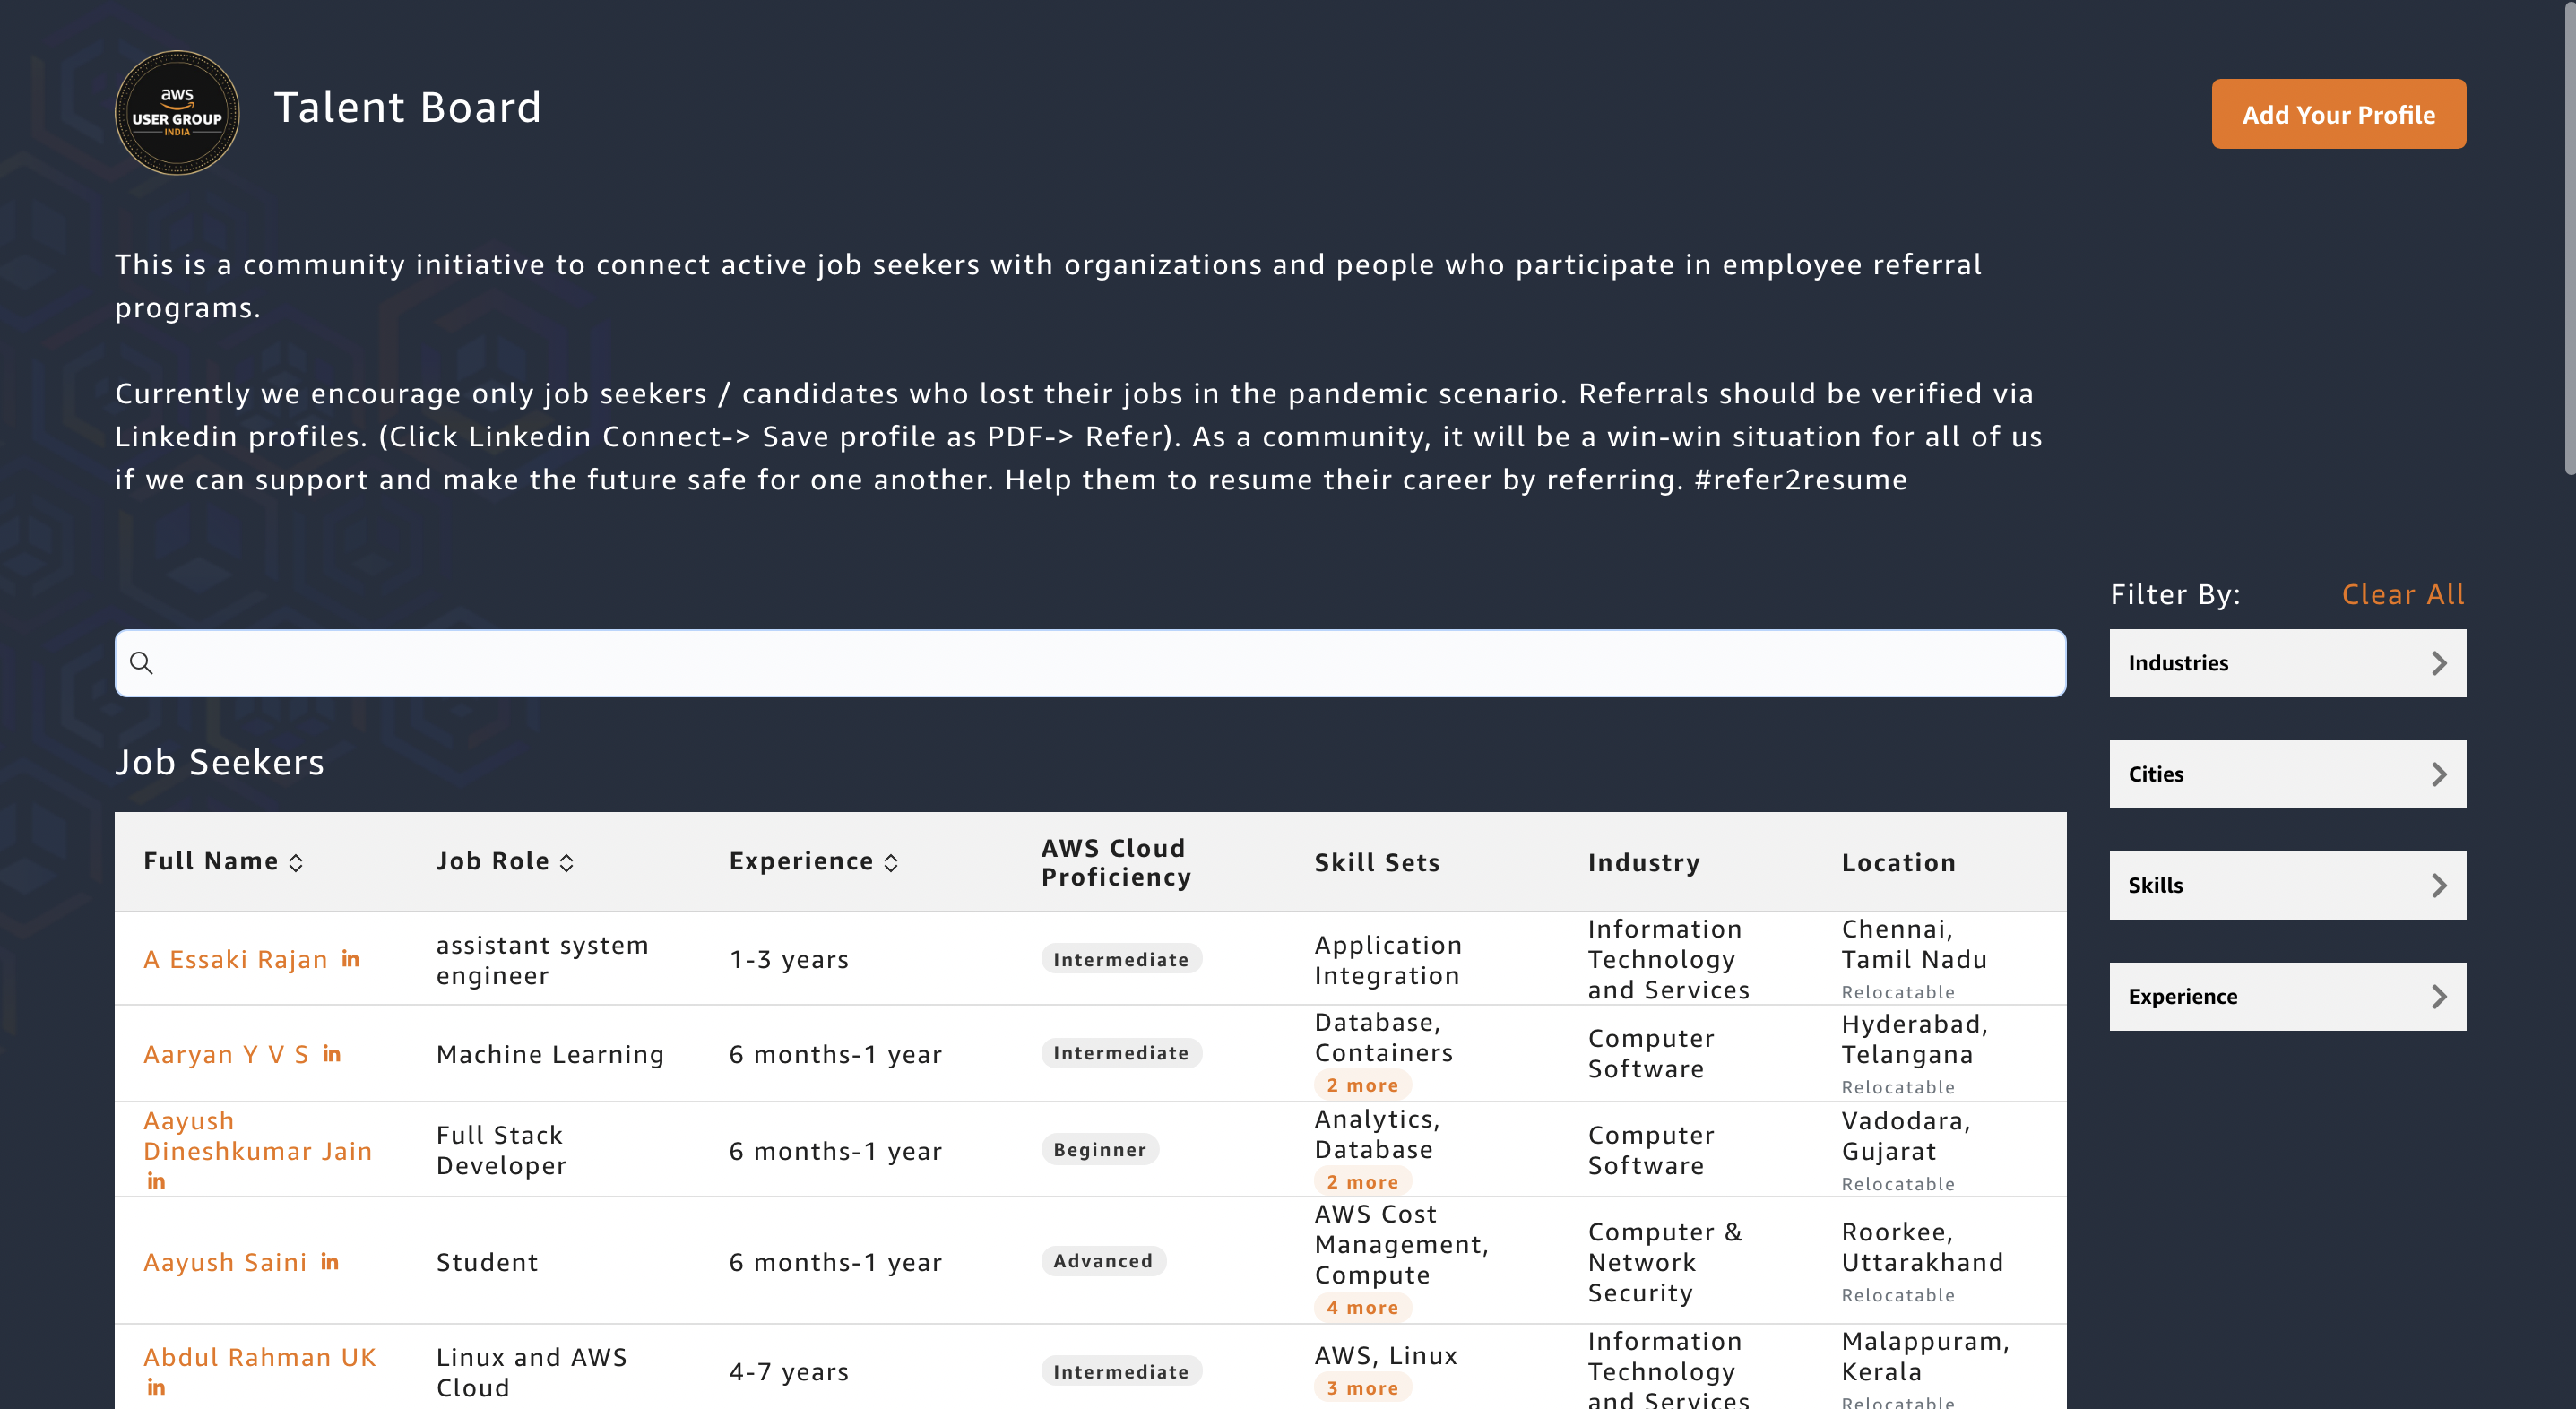 aws
USER GROUP
INDIA
Talent Board
Add Your Profile
This is a community initiative to connect active job seekers with organizations and people who participate in employee referral
programs.
Currently we encourage only job seekers / candidates who lost their jobs in the pandemic scenario. Referrals should be verified via
Linkedin profiles. (Click Linkedin Connect-> Save profile as PDF-> Refer). As a community, it will be a win-win situation for all of us
if we can support and make the future safe for one another. Help them to resume their career by referring. #refer2resume
Filter By:
Clear All
Industries
Cities
Skills
Experience
Job Seekers
Full Name
Job Role
Experience
AWS Cloud
Proficiency
Skill Sets
Industry
Location
A Essaki Rajan in
assistant system
engineer
1-3 years
Intermediate
Application
Integration
Information
Technology
and Services
Chennai,
Tamil Nadu
Relocatable
Aaryan Y V S in
Machine Learning
6 months-1 year
Intermediate
Database,
Containers
2 more
Computer
Software
Hyderabad,
Telangana
Relocatable
Aayush
Dineshkumar Jain
in
Full Stack
Developer
6 months-1 year
Beginner
Analytics,
Database
2 more
Computer
Software
Vadodara,
Gujarat
Relocatable
Aayush Saini in
Student
6 months-1 year
Advanced
AWS Cost
Management,
Compute
4 more
Computer &
Network
Security
Roorkee,
Uttarakhand
Relocatable
Abdul Rahman UK
in
Linux and AWS
Cloud
4-7 years
Intermediate
AWS, Linux
3 more
Information
Technology
and Services
Malappuram,
Kerala
Relocatable